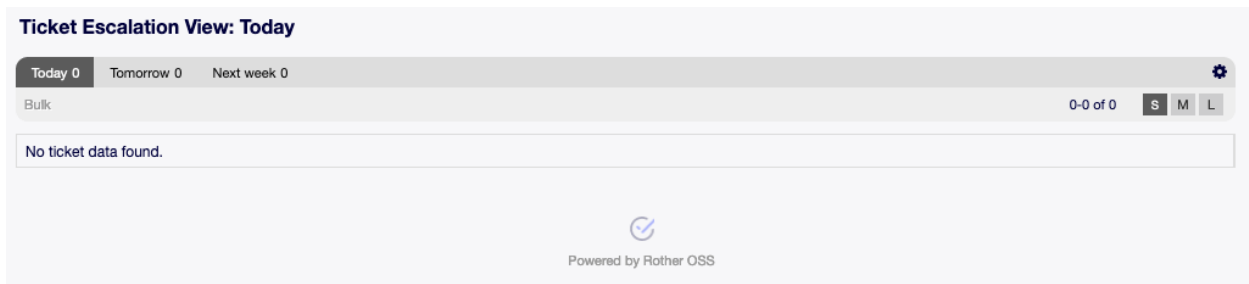 Ticket Escalation View: Today
Today 0 Tomorrow 0 Next week 0
Bulk 0-0 of 0 S M L
No ticket data found.
Powered by Rother OSS